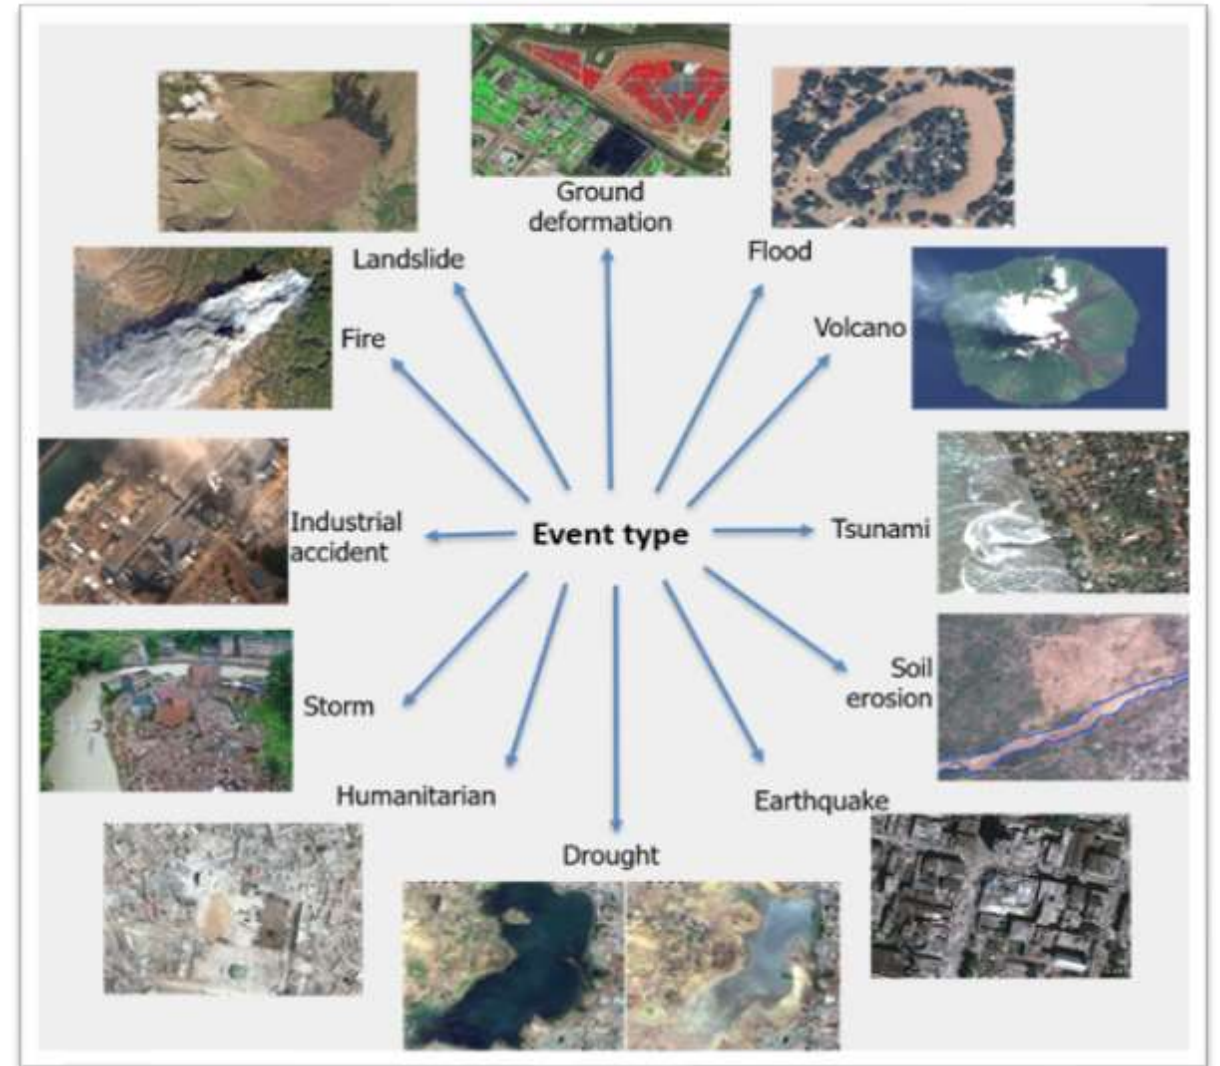 Ground
deformation
Landslide
Flood
Fire
Volcano
Industrial
accident
Event type
Tsunami
Storm
Soil
erosion
Humanitarian
Earthquake
Drought